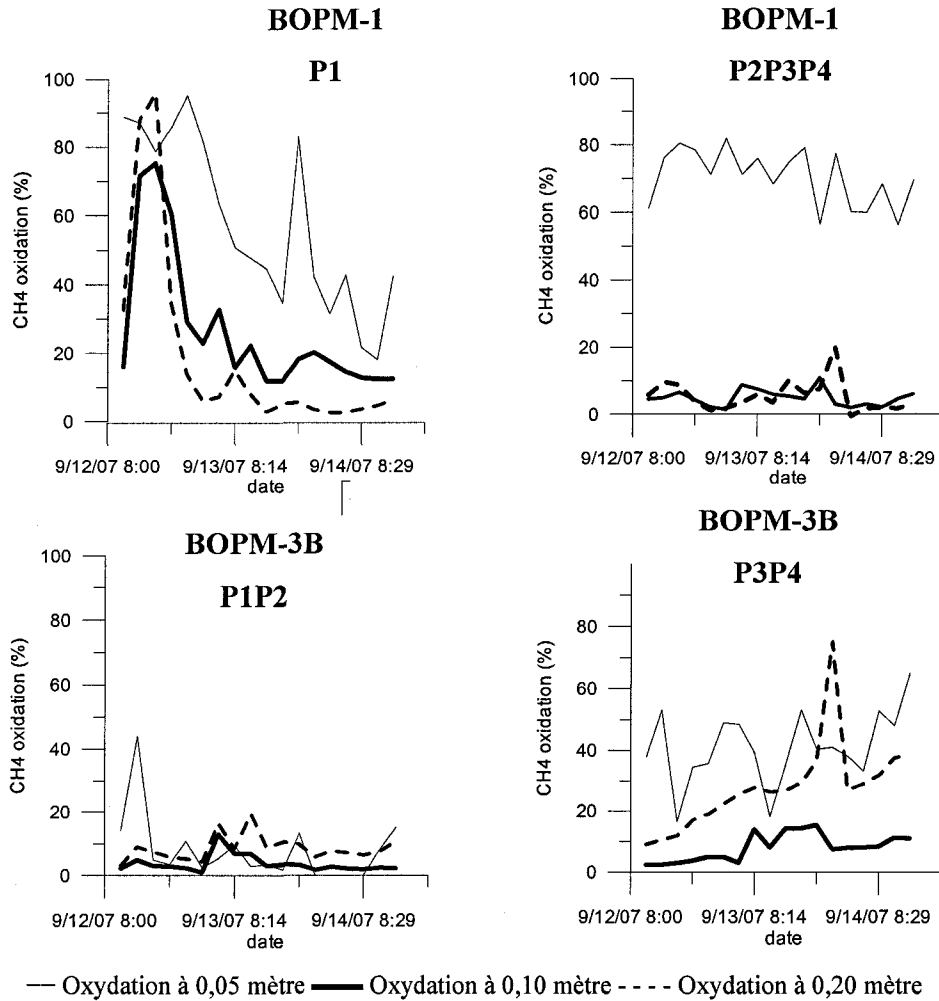 BOPM-1
P1
100
80
60
40
20
0
CH4 oxidation (%)
9/12/07 8:00 9/13/07 8:14 9/14/07 8:29
date
BOPM-1
P2P3P4
100
80
60
40
20
0
CH4 oxidation (%)
9/12/07 8:00 9/13/07 8:14 9/14/07 8:29
date
BOPM-3B
P1P2
100
80
60
40
20
0
CH4 oxidation (%)
9/12/07 8:00 9/13/07 8:14 9/14/07 8:29
date
BOPM-3B
P3P4
80
60
40
20
0
CH4 oxidation (%)
9/12/07 8:00 9/13/07 8:14 9/14/07 8:29
date
Oxydation à 0,05 mètre Oxydation à 0,10 mètre Oxydation à 0,20 mètre